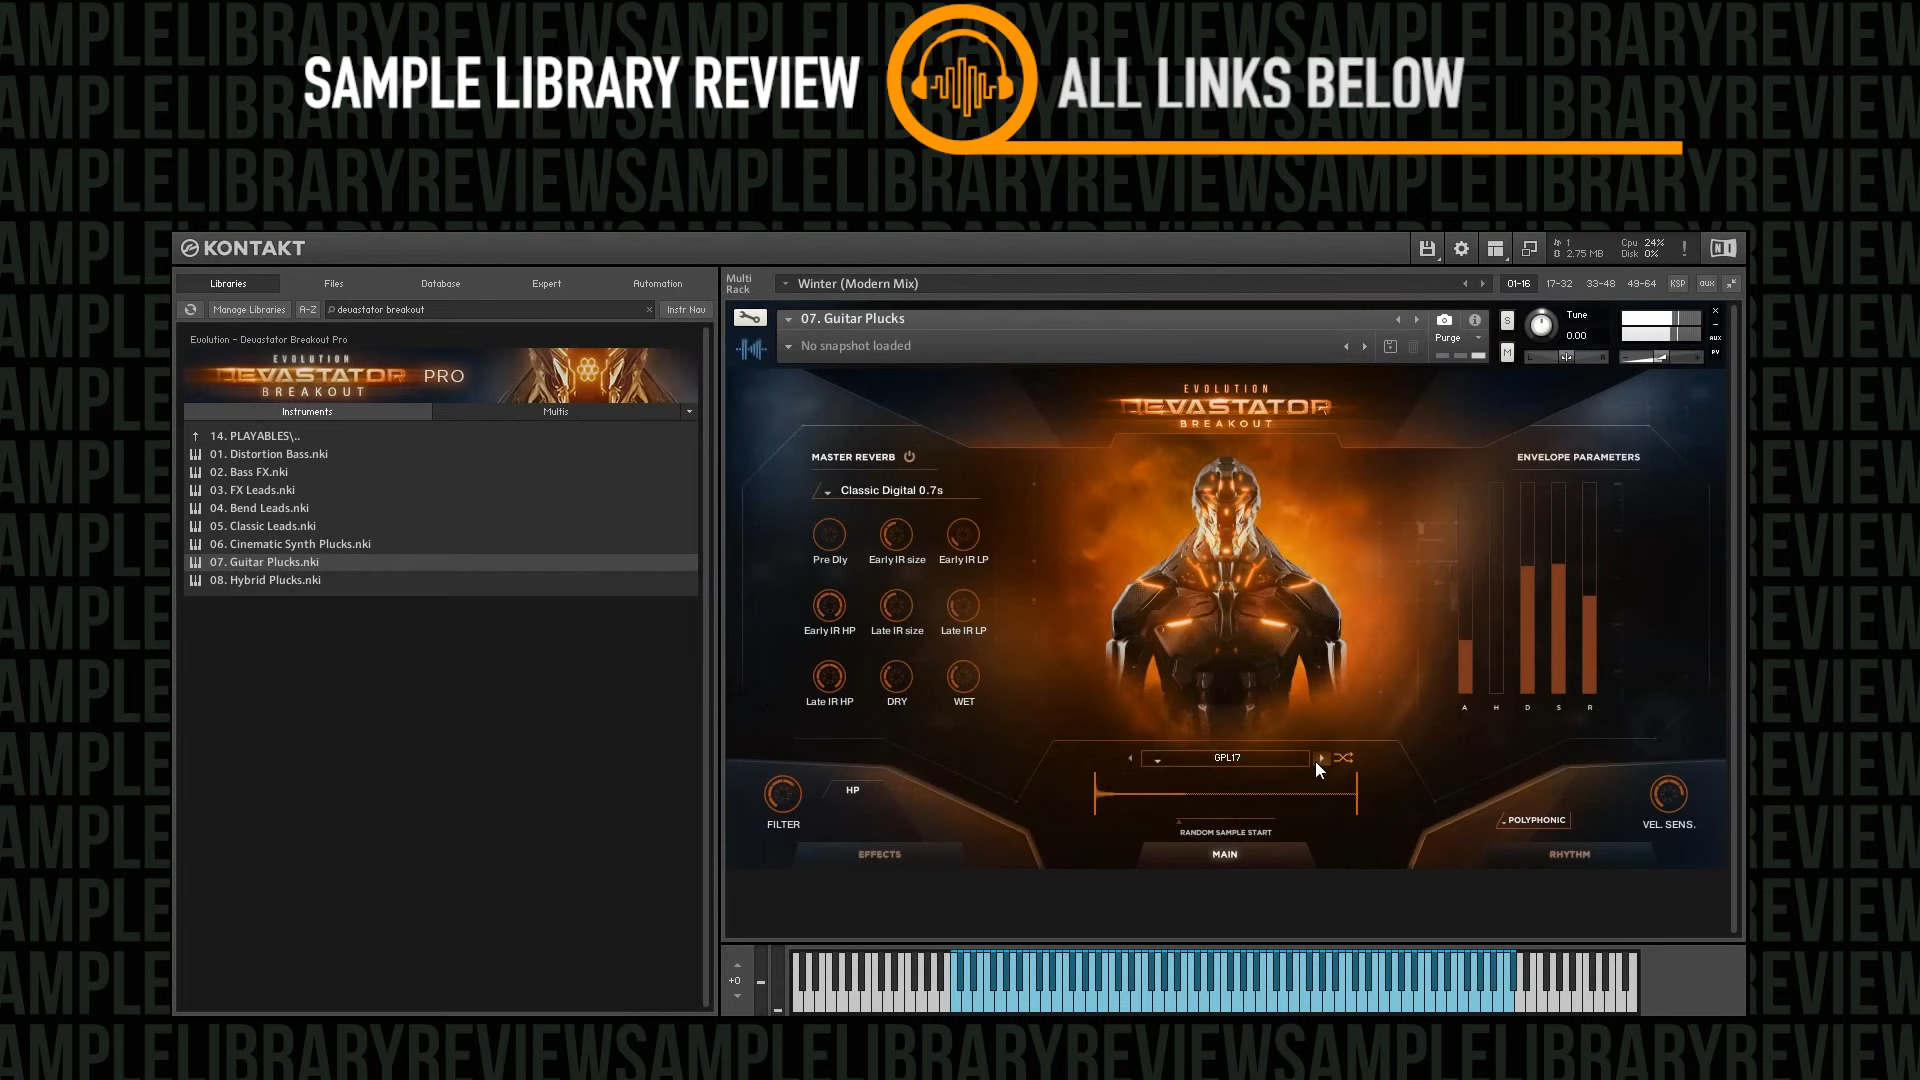 SAMPLE LIBRARY REVIEW
ALL LINKS BELOW
KONTAKT
1
2.75 MB
Cpu 24%
Disk 0%
!
NI
Libraries
Files
Database
Expert
Automation
Multi
Rack
Winter (Modern Mix)
01-16
17-32
33-48
49-64
KSP
aux
Manage Libraries
A-Z
devastator breakout
Instr Nav
07. Guitar Plucks
No snapshot loaded
Purge
S
M
Tune
0.00
L
R
AUX
PV
Evolution - Devastator Breakout Pro
EVOLUTION
DEVASTATOR
BREAKOUT
PRO
Instruments
Multis
14. PLAYABLES\..
01. Distortion Bass.nki
02. Bass FX.nki
03. FX Leads.nki
04. Bend Leads.nki
05. Classic Leads.nki
06. Cinematic Synth Plucks.nki
07. Guitar Plucks.nki
08. Hybrid Plucks.nki
EVOLUTION
DEVASTATOR
BREAKOUT
MASTER REVERB
Classic Digital 0.7s
Pre Dly
Early IR size
Early IR LP
Early IR HP
Late IR size
Late IR LP
Late IR HP
DRY
WET
ENVELOPE PARAMETERS
A
H
D
S
R
GPL17
RANDOM SAMPLE START
FILTER
HP
POLYPHONIC
VEL. SENS.
EFFECTS
MAIN
RHYTHM
+0